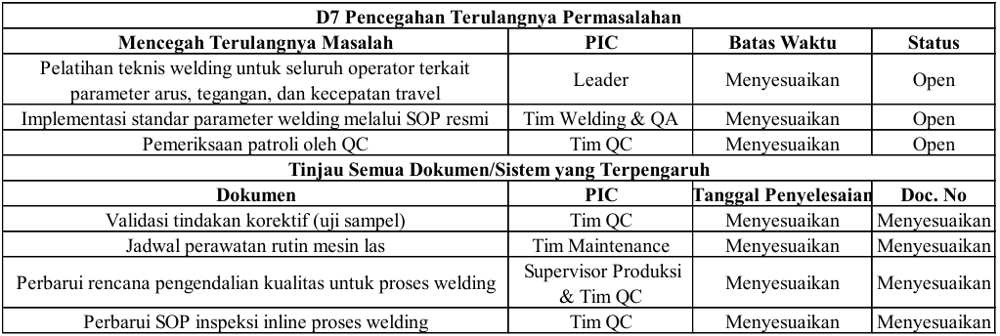 D7 Pencegahan Terulangnya Permasalahan
Mencegah Terulangnya Masalah PIC Batas Waktu Status
Pelatihan teknis welding untuk seluruh operator terkait
parameter arus, tegangan, dan kecepatan travel Leader Menyesuaikan Open
Implementasi standar parameter welding melalui SOP resmi Tim Welding & QA Menyesuaikan Open
Pemeriksaan patroli oleh QC Tim QC Menyesuaikan Open
Tinjau Semua Dokumen/Sistem yang Terpengaruh
Dokumen PIC Tanggal Penyelesaian Doc. No
Validasi tindakan korektif (uji sampel) Tim QC Menyesuaikan Menyesuaikan
Jadwal perawatan rutin mesin las Tim Maintenance Menyesuaikan Menyesuaikan
Perbarui rencana pengendalian kualitas untuk proses welding Supervisor Produksi
& Tim QC Menyesuaikan Menyesuaikan
Perbarui SOP inspeksi inline proses welding Tim QC Menyesuaikan Menyesuaikan